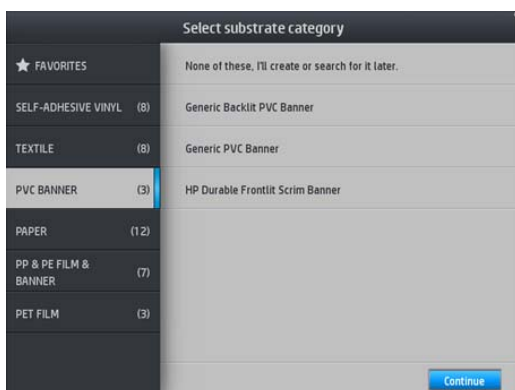 Select substrate category
FAVORITES
SELF-ADHESIVE VINYL (8)
TEXTILE (8)
PVC BANNER (3)
PAPER (12)
PP & PE FILM &
BANNER (7)
PET FILM (3)
None of these, I'll create or search for it later.
Generic Backlit PVC Banner
Generic PVC Banner
HP Durable Frontlit Scrim Banner
Continue